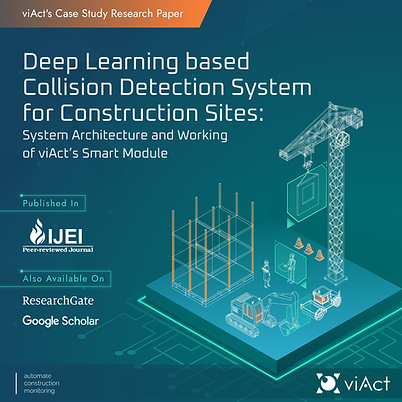 viAct's Case Study Research Paper
Deep Learning based
Collision Detection System
for Construction Sites:
System Architecture and Working
of viAct's Smart Module
Published In
IJEI
Peer-reviewed Journal
Also Available On
ResearchGate
Google Scholar
automate
construction
monitoring
viAct